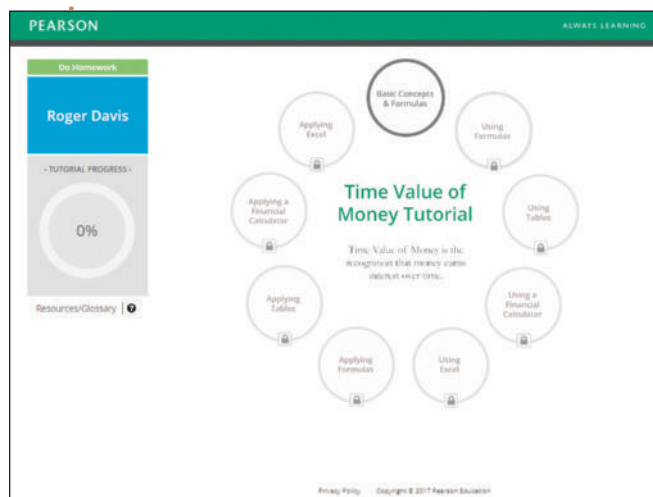 PEARSON
ALWAYS LEARNING
Do Homework
Roger Davis
- TUTORIAL PROGRESS -
0%
Resources/Glossary
Basic Concepts
& Formulas
Using
Formulas
Using
Tables
Using a
Financial
Calculator
Using
Excel
Applying
Formulas
Applying
Tables
Applying a
Financial
Calculator
Applying
Excel
Time Value of
Money Tutorial
Time Value of Money is the
recognition that money earns
interest over time.
Privacy Policy
Copyright © 2017 Pearson Education